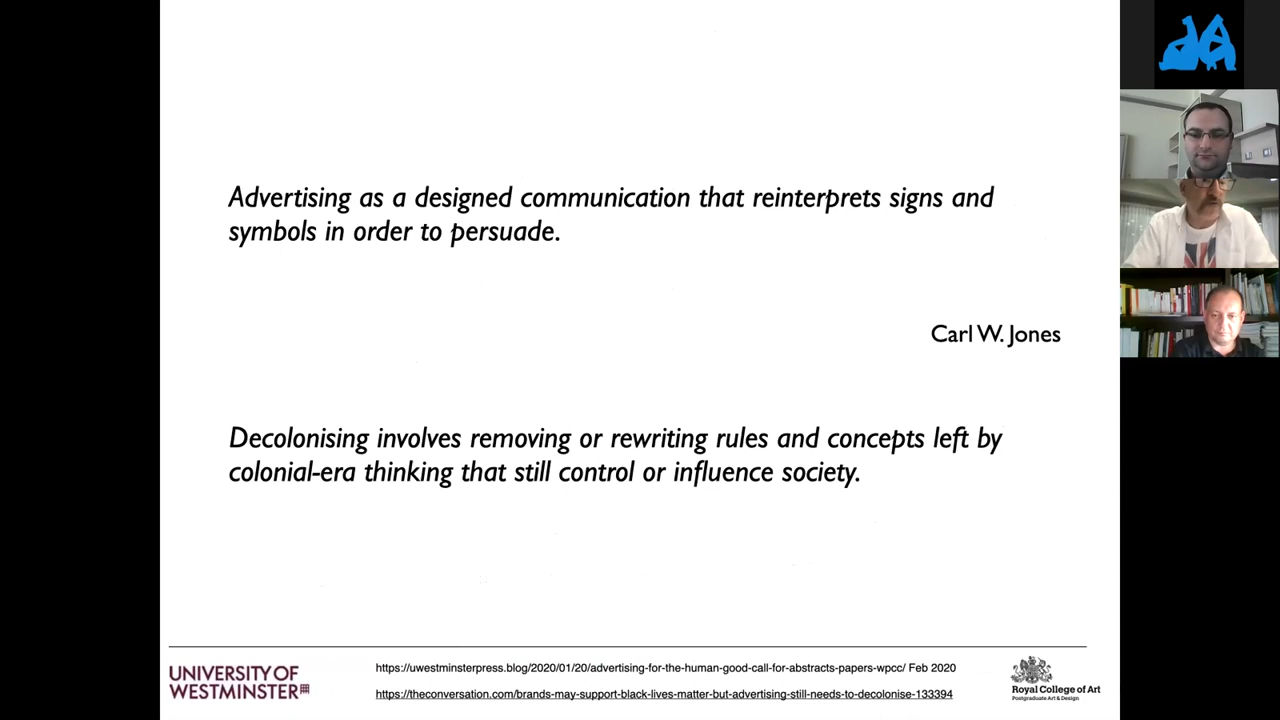 Advertising as a designed communication that reinterprets signs and
symbols in order to persuade.
Carl W. Jones
Decolonising involves removing or rewriting rules and concepts left by
colonial-era thinking that still control or influence society.
UNIVERSITY OF
WESTMINSTER
https://uwestminsterpress.blog/2020/01/20/advertising-for-the-human-good-call-for-abstracts-papers-wpcc/ Feb 2020
https://theconversation.com/brands-may-support-black-lives-matter-but-advertising-still-needs-to-decolonise-133394
Royal College of Art
Postgraduate Art & Design